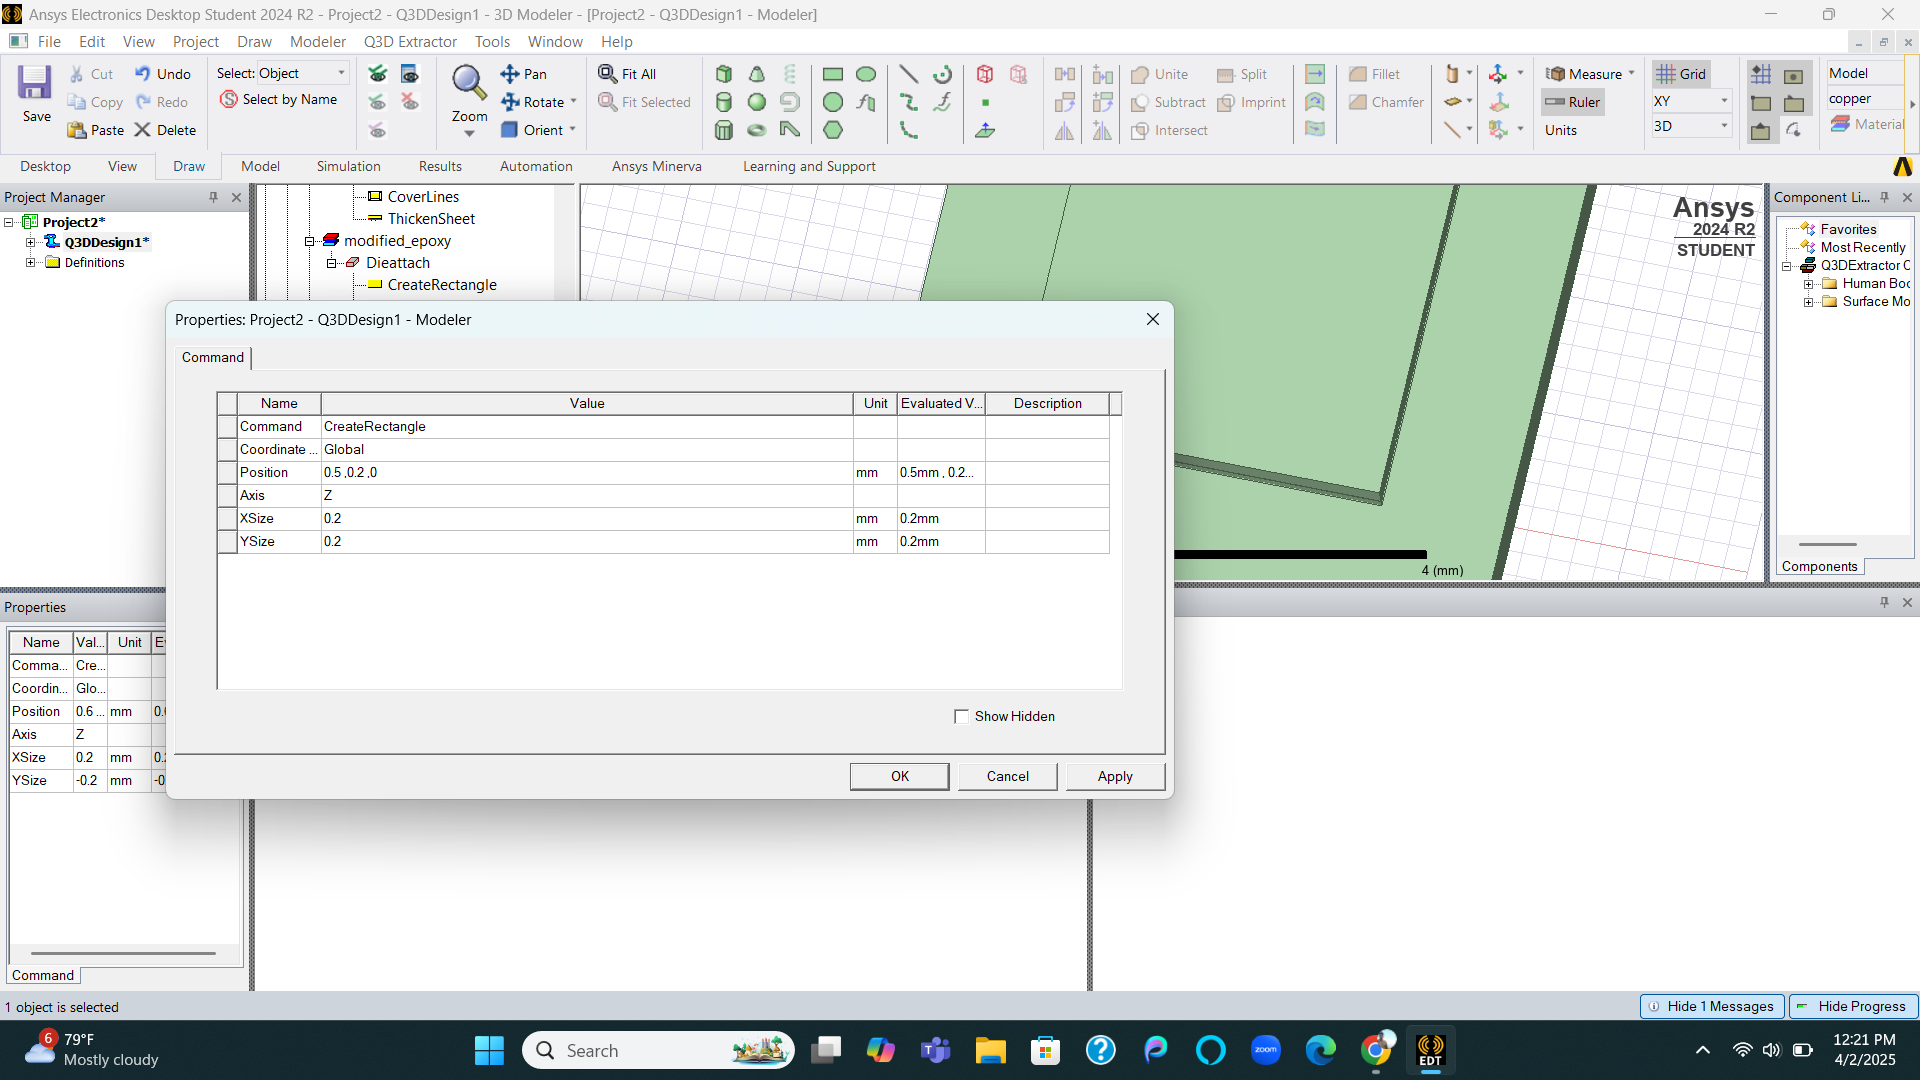 Ansys Electronics Desktop Student 2024 R2 - Project2 - Q3DDesign1 - 3D Modeler - [Project2 - Q3DDesign1 - Modeler]
File Edit View Project Draw Modeler Q3D Extractor Tools Window Help
Save
Cut
Copy
Paste
Undo
Redo
Delete
Select: Object
Select by Name
Zoom
Pan
Rotate
Orient
Fit All
Fit Selected
Unite
Subtract
Intersect
Split
Imprint
Fillet
Chamfer
Measure
Ruler
Units
Grid
XY
3D
Model
copper
Material
Desktop View Draw Model Simulation Results Automation Ansys Minerva Learning and Support
Project Manager
Project2*
Q3DDesign1*
Definitions
CoverLines
ThickenSheet
modified_epoxy
Dieattach
CreateRectangle
Ansys
2024 R2
STUDENT
4 (mm)
Component Li...
Favorites
Most Recently
Q3DExtractor C
Human Boo
Surface Mo
Components
Properties: Project2 - Q3DDesign1 - Modeler
Command
Name Value Unit Evaluated V... Description
Command CreateRectangle
Coordinate ... Global
Position 0.5 ,0.2 ,0 mm 0.5mm , 0.2...
Axis Z
XSize 0.2 mm 0.2mm
YSize 0.2 mm 0.2mm
Show Hidden
OK Cancel Apply
Properties
Name Val... Unit
Comma... Cre...
Coordin... Glo...
Position 0.6 ... mm
Axis Z
XSize 0.2 mm
YSize -0.2 mm
Command
1 object is selected
Hide 1 Messages
Hide Progress
6
79°F
Mostly cloudy
Search
zoom
EDT
12:21 PM
4/2/2025